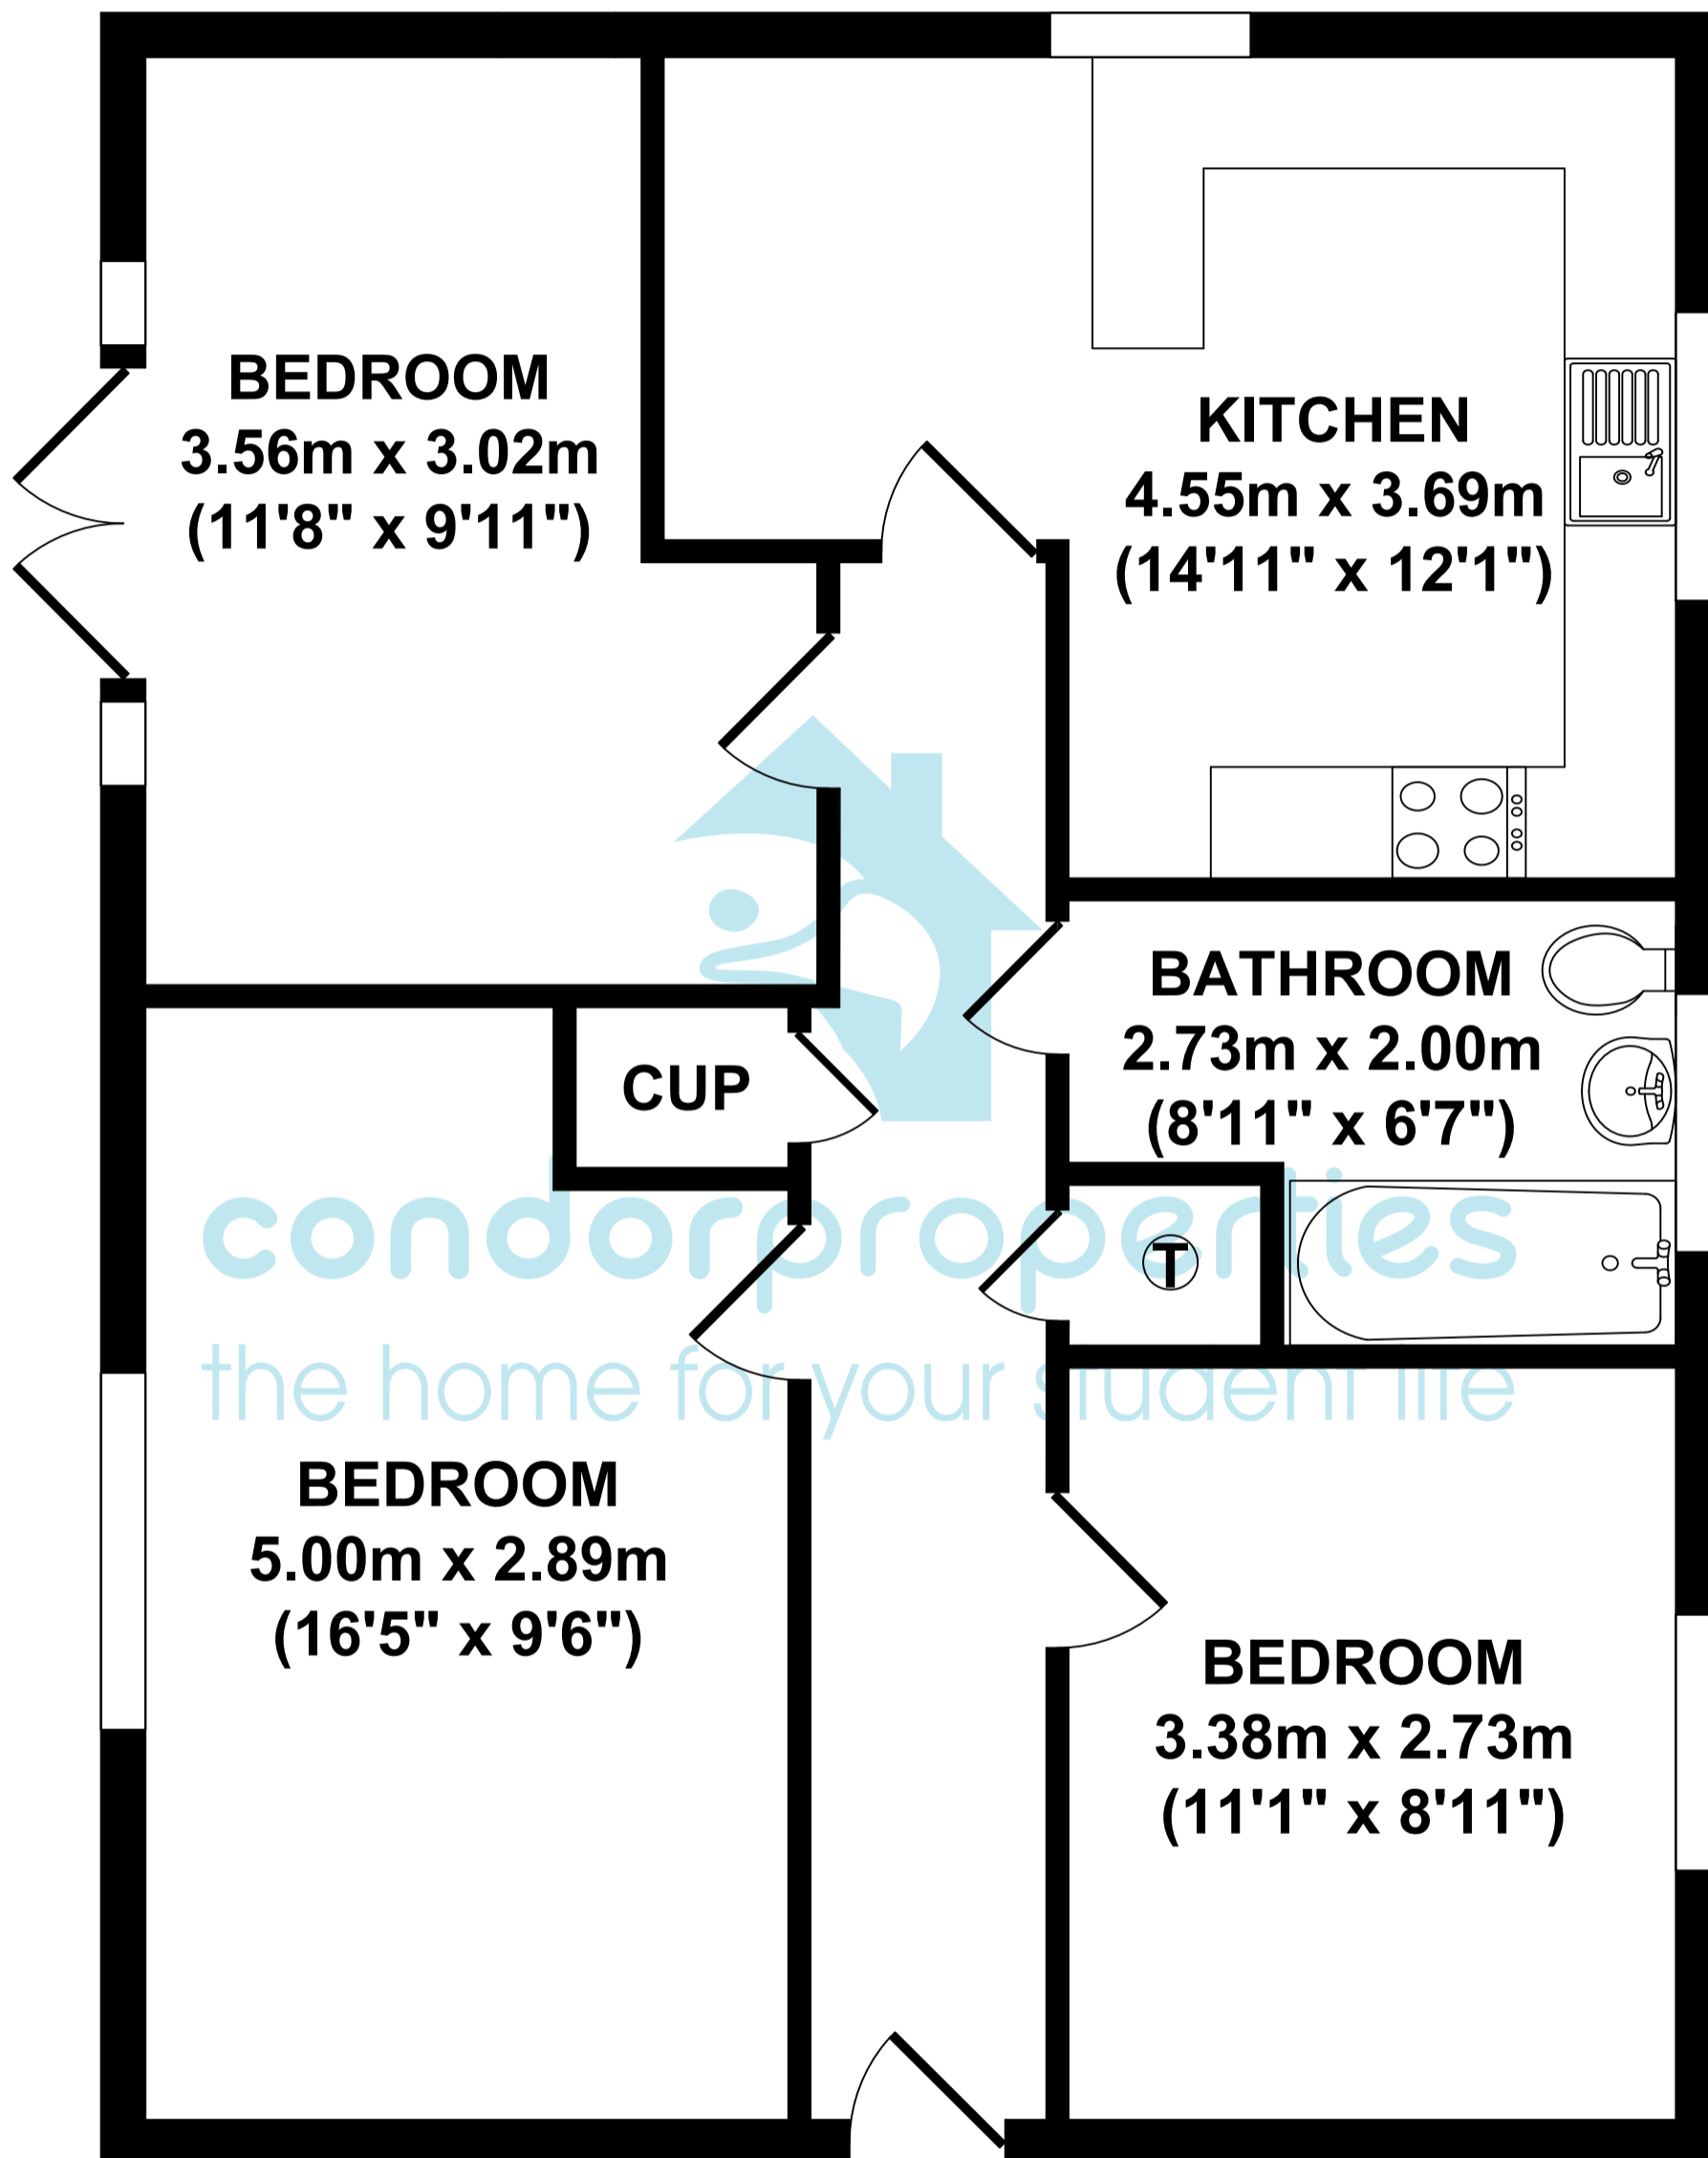 BEDROOM
3.56m x 3.02m
(11'8" x 9'11")
KITCHEN
4.55m x 3.69m
(14'11" x 12'1")
BATHROOM
2.73m x 2.00m
(8'11" x 6'7")
CUP
T
condorproperties
the home for your student life
BEDROOM
5.00m x 2.89m
(16'5" x 9'6")
BEDROOM
3.38m x 2.73m
(11'1" x 8'11")